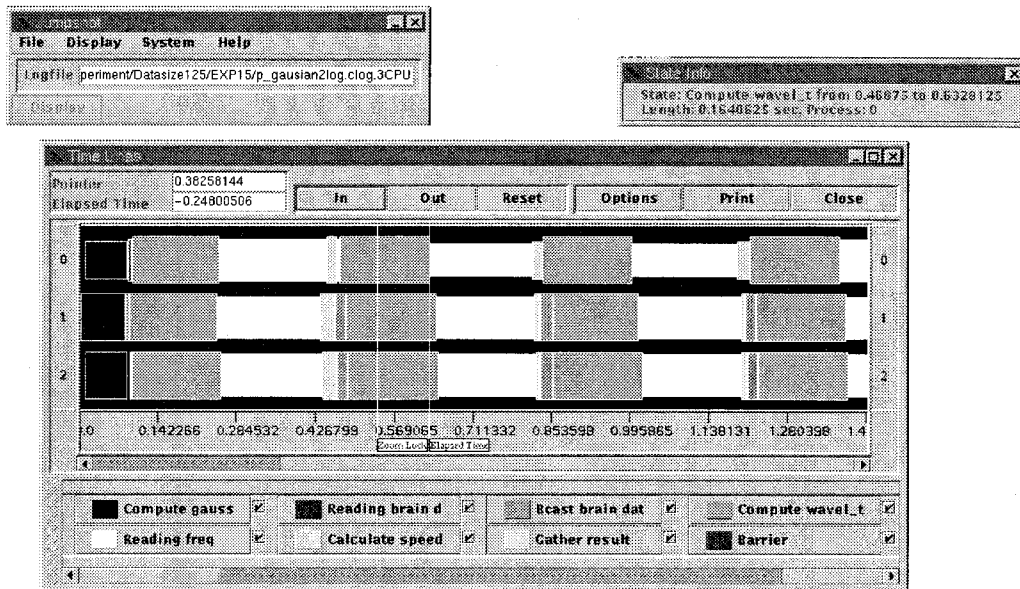 Jumpshot
File Display System Help
Logfile periment/Datasize125/EXP15/p_gausian2log.clog.3CPU
Display
State Info
State: Compute wavel_t from 0.46875 to 0.6328125
Length: 0.1640625 sec, Process: 0
Time Lines
Pointer 0.38258144
Elapsed Time -0.24800506
In Out Reset Options Print Close
0 0
1 1
2 2
.0 0.142266 0.284532 0.426799 0.569065 0.711332 0.853598 0.995865 1.138131 1.280398 1.4
Zoom Lock Elapsed Time
Compute gauss Reading brain d Bcast brain dat Compute wavel_t
Reading freq Calculate speed Gather result Barrier